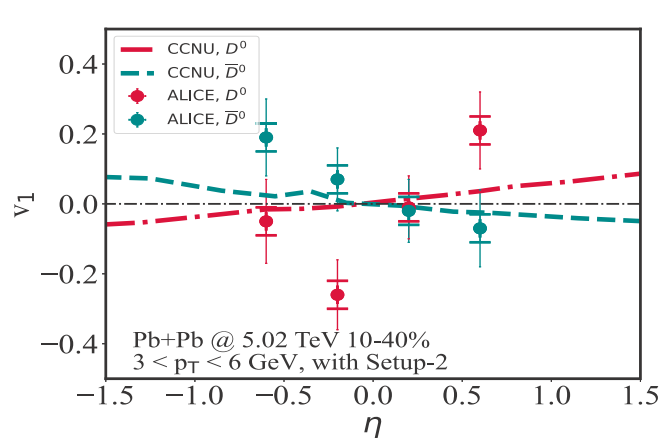 CCNU, D⁰
CCNU, D̅⁰
ALICE, D⁰
ALICE, D̅⁰
v₁
0.4
0.2
0.0
−0.2
−0.4
Pb+Pb @ 5.02 TeV 10-40%
3 < p_T < 6 GeV, with Setup-2
−1.5 −1.0 −0.5 0.0 0.5 1.0 1.5
η